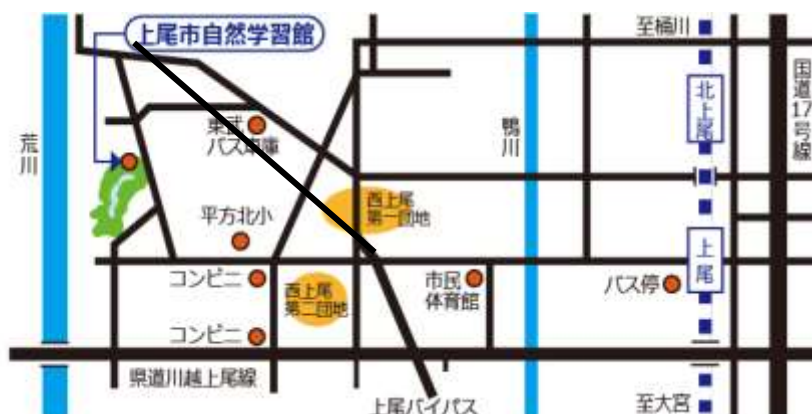 上尾市自然学習館
至桶川
国道17号線
北上尾
荒川
東武
バス車庫
鴨川
西上尾
第一団地
平方北小
上尾
コンビニ
西上尾
第二団地
市民
体育館
バス停
コンビニ
県道川越上尾線
上尾バイパス
至大宮